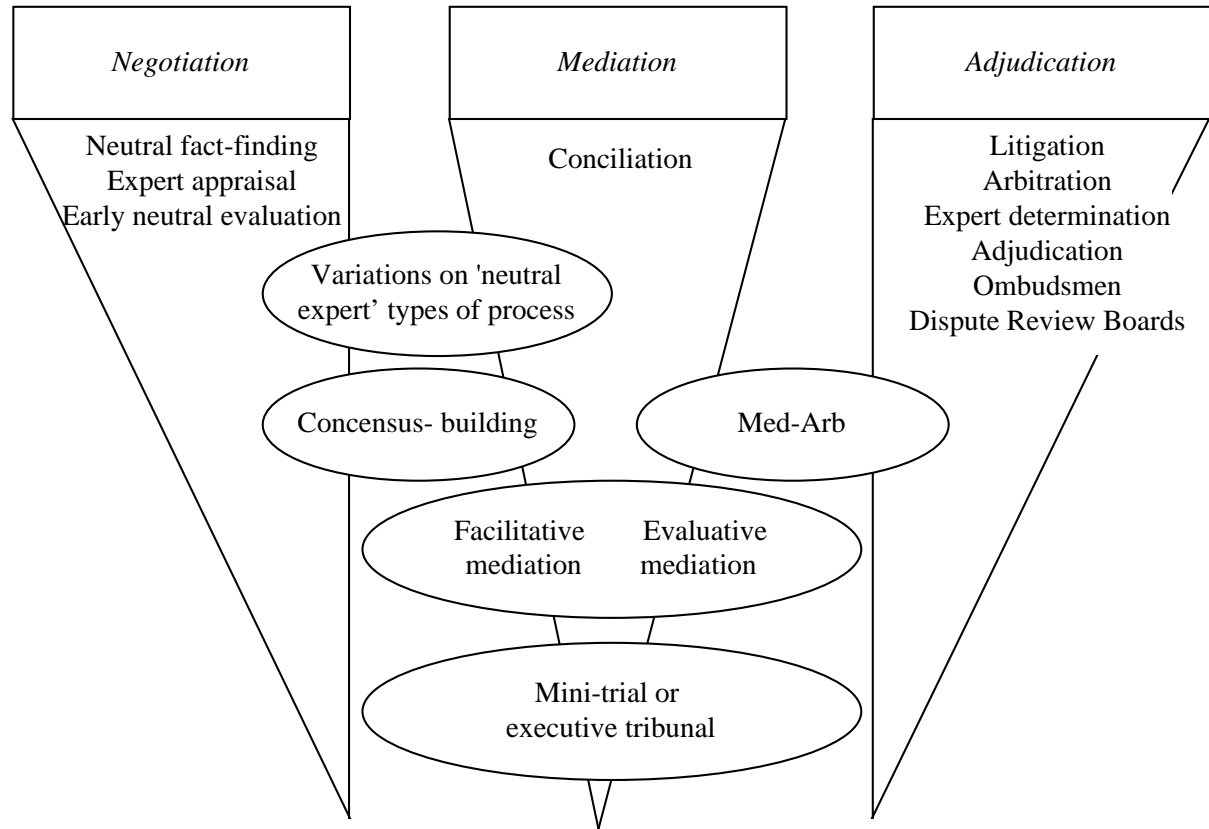 Negotiation
Mediation
Adjudication
Neutral fact-finding
Expert appraisal
Early neutral evaluation
Conciliation
Litigation
Arbitration
Expert determination
Adjudication
Ombudsmen
Dispute Review Boards
Variations on 'neutral
expert’ types of process
Concensus- building
Med-Arb
Facilitative
mediation
Evaluative
mediation
Mini-trial or
executive tribunal